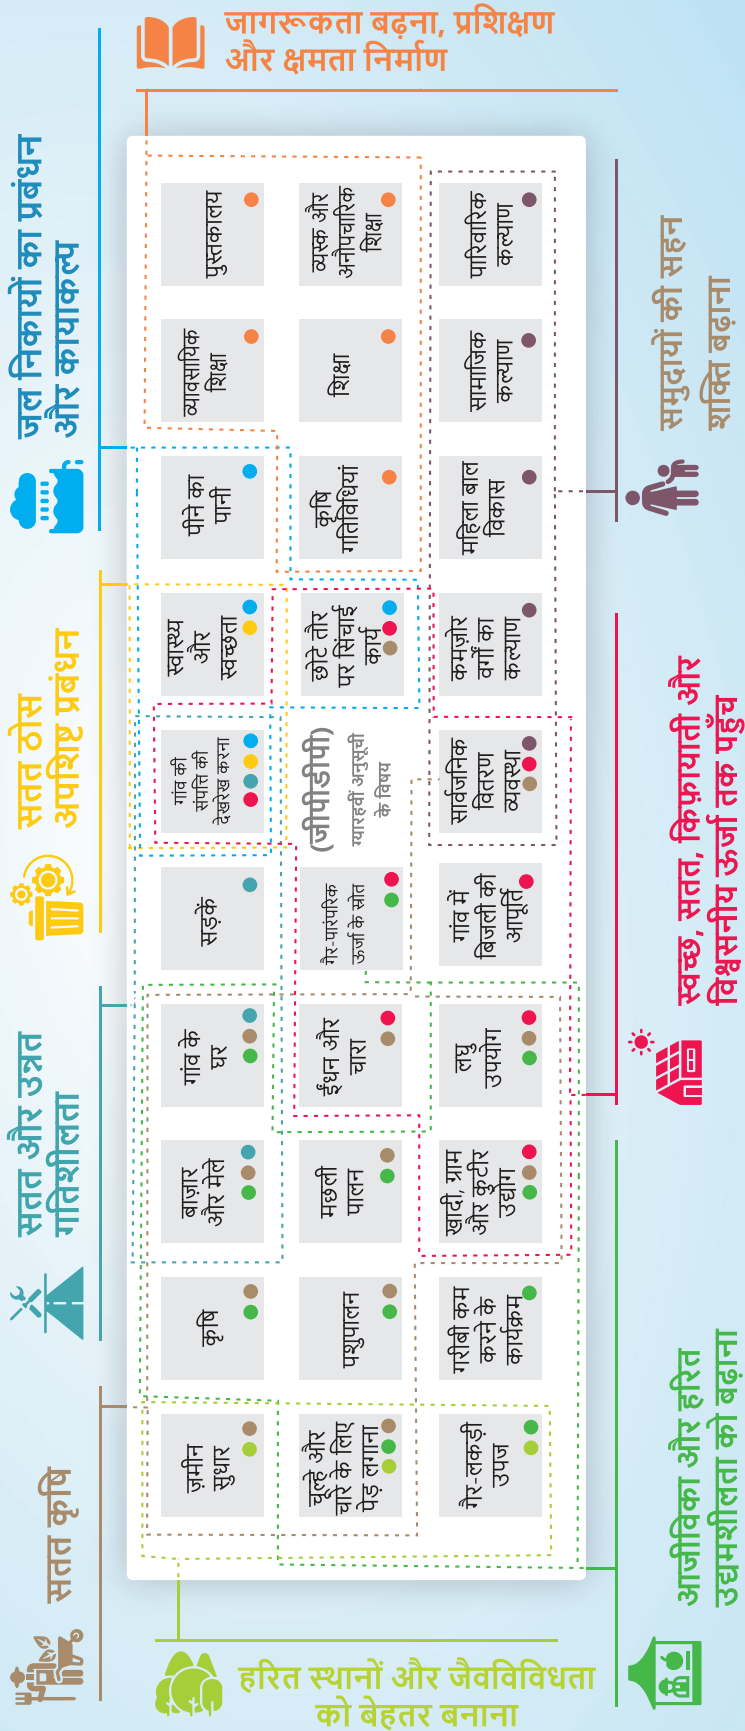 जागरूकता बढ़ना, प्रशिक्षण
और क्षमता निर्माण
जल निकायों का प्रबंधन
और कायाकल्प
सतत ठोस
अपशिष्ट प्रबंधन
सतत और उन्नत
गतिशीलता
सतत कृषि
समुदायों की सहन
शक्ति बढ़ाना
स्वच्छ, सतत, किफ़ायाती और
विश्वसनीय ऊर्जा तक पहुँच
आजीविका और हरित
उद्यमशीलता को बढ़ाना
पुस्तकालय
व्यस्क और
अनौपचारिक
शिक्षा
पारिवारिक
कल्याण
व्यावसायिक
शिक्षा
शिक्षा
सामाजिक
कल्याण
पीने का
पानी
कृषि
गतिविधियां
महिला बाल
विकास
स्वास्थ्य
और
स्वच्छता
छोटे तौर
पर सिंचाई
कार्य
कमज़ोर
वर्गों का
कल्याण
गांव की
संपत्ति की
देखरेख करना
(जीपीडीपी)
ग्यारहवीं अनुसूची
के विषय
सार्वजनिक
वितरण
व्यवस्था
सड़कें
गैर-पारंपरिक
ऊर्जा के स्रोत
गांव में
बिजली की
आपूर्ति
गांव के
घर
ईंधन और
चारा
लघु
उपयोग
बाज़ार
और मेले
मछली
पालन
खादी, ग्राम
और कुटीर
उद्योग
कृषि
पशुपालन
गरीबी कम
करने के
कार्यक्रम
ज़मीन
सुधार
चूल्हे और
चारे के लिए
पेड़ लगाना
गैर-लकड़ी
उपज
हरित स्थानों और जैवविविधता
को बेहतर बनाना